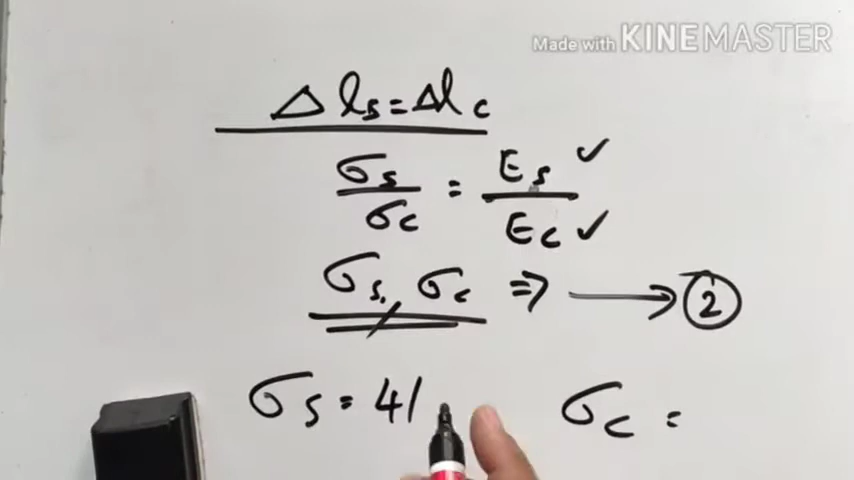 Made with KINEMASTER
Δls = Δlc
σs/σc = Es/Ec ✓ ✓
σs, σc ⇒ ⟶ ②
σs = 41 σc =